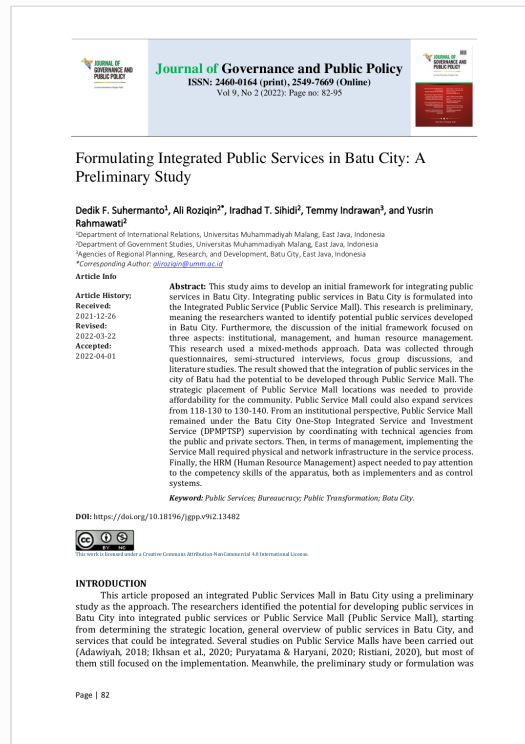 JOURNAL OF
GOVERNANCE AND
PUBLIC POLICY
Journal of Governance and Public Policy
ISSN: 2460-0164 (print), 2549-7669 (Online)
Vol 9, No 2 (2022): Page no: 82-95
Formulating Integrated Public Services in Batu City: A
Preliminary Study
Dedik F. Suhermanto1, Ali Roziqin2*, Iradhad T. Sihidi2, Temmy Indrawan3, and Yusrin
Rahmawati2
1Department of International Relations, Universitas Muhammadiyah Malang, East Java, Indonesia
2Department of Government Studies, Universitas Muhammadiyah Malang, East Java, Indonesia
3Agencies of Regional Planning, Research, and Development, Batu City, East Java, Indonesia
*Corresponding Author: aliroziqin@umm.ac.id
Article Info
Article History;
Received:
2021-12-26
Revised:
2022-03-22
Accepted:
2022-04-01
Abstract: This study aims to develop an initial framework for integrating public
services in Batu City. Integrating public services in Batu City is formulated into
the Integrated Public Service (Public Service Mall). This research is preliminary,
meaning the researchers wanted to identify potential public services developed
in Batu City. Furthermore, the discussion of the initial framework focused on
three aspects: institutional, management, and human resource management.
This research used a mixed-methods approach. Data was collected through
questionnaires, semi-structured interviews, focus group discussions, and
literature studies. The result showed that the integration of public services in the
city of Batu had the potential to be developed through Public Service Mall. The
strategic placement of Public Service Mall locations was needed to provide
affordability for the community. Public Service Mall could also expand services
from 118-130 to 130-140. From an institutional perspective, Public Service Mall
remained under the Batu City One-Stop Integrated Service and Investment
Service (DPMPTSP) supervision by coordinating with technical agencies from
the public and private sectors. Then, in terms of management, implementing the
Service Mall required physical and network infrastructure in the service process.
Finally, the HRM (Human Resource Management) aspect needed to pay attention
to the competency skills of the apparatus, both as implementers and as control
systems.
Keyword: Public Services; Bureaucracy; Public Transformation; Batu City.
DOI: https://doi.org/10.18196/jgpp.v9i2.13482
cc BY NC
This work is licensed under a Creative Commons Attribution-NonCommercial 4.0 International License.
INTRODUCTION
This article proposed an integrated Public Services Mall in Batu City using a preliminary
study as the approach. The researchers identified the potential for developing public services in
Batu City into integrated public services or Public Service Mall (Public Service Mall), starting
from determining the strategic location, general overview of public services in Batu City, and
services that could be integrated. Several studies on Public Service Malls have been carried out
(Adawiyah, 2018; Ikhsan et al., 2020; Puryatama & Haryani, 2020; Ristiani, 2020), but most of
them still focused on the implementation. Meanwhile, the preliminary study or formulation was
Page | 82